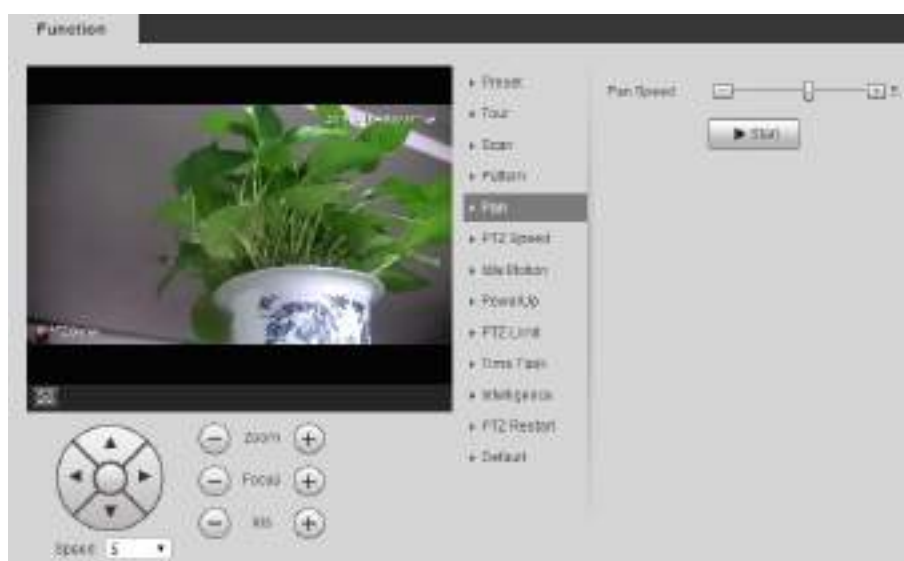 Function
Preset
Tour
Scan
Pattern
Pan
PTZ Speed
Idle Motion
PowerUp
PTZ Limit
Time Task
Intelligence
PTZ Restart
Default
Pan Speed
5
Start
Zoom
Focus
Iris
Speed 5